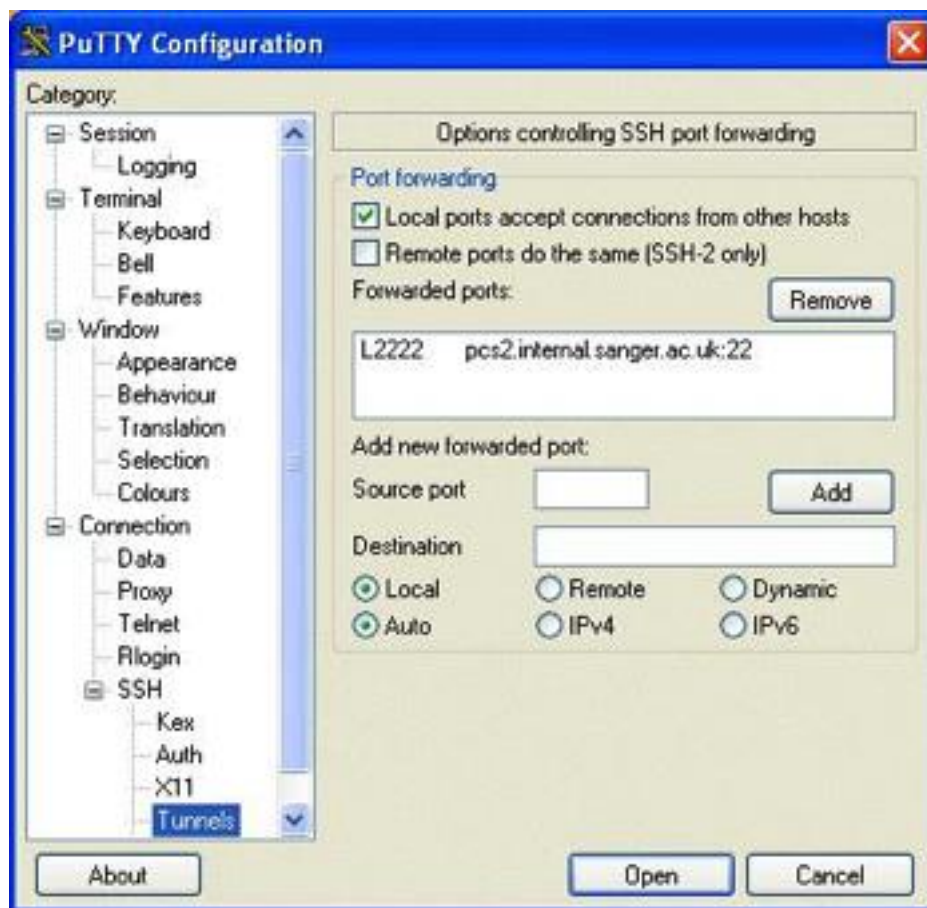 PuTTY Configuration
Category:
Session
Logging
Terminal
Keyboard
Bell
Features
Window
Appearance
Behaviour
Translation
Selection
Colours
Connection
Data
Proxy
Telnet
Rlogin
SSH
Kex
Auth
X11
Tunnels
Options controlling SSH port forwarding
Port forwarding
Local ports accept connections from other hosts
Remote ports do the same (SSH-2 only)
Forwarded ports:
Remove
L2222 pcs2.internal.sanger.ac.uk:22
Add new forwarded port:
Source port
Add
Destination
Local Remote Dynamic
Auto IPv4 IPv6
About
Open
Cancel